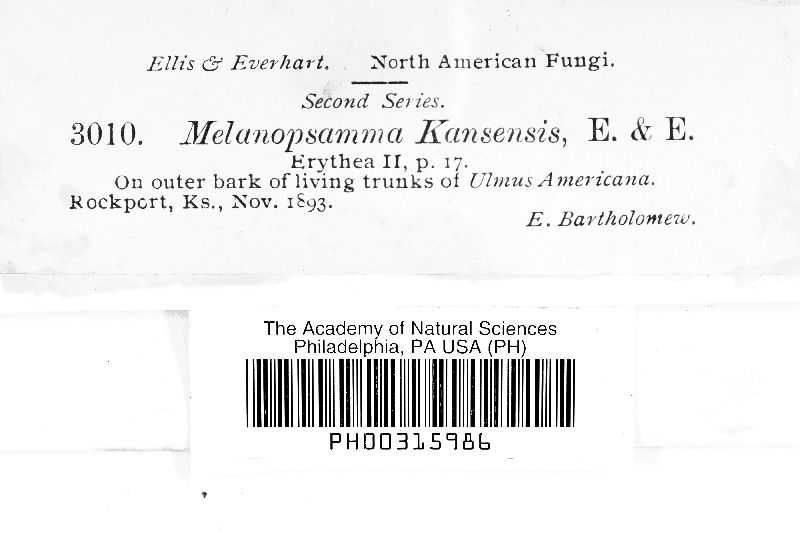 Ellis & Everhart. North American Fungi.
Second Series.
3010. Melanopsamma Kansensis, E. & E.
Erythea II, p. 17.
On outer bark of living trunks of Ulmus Americana.
Rockport, Ks., Nov. 1893.
E. Bartholomew.
The Academy of Natural Sciences
Philadelphia, PA USA (PH)
PH00315986